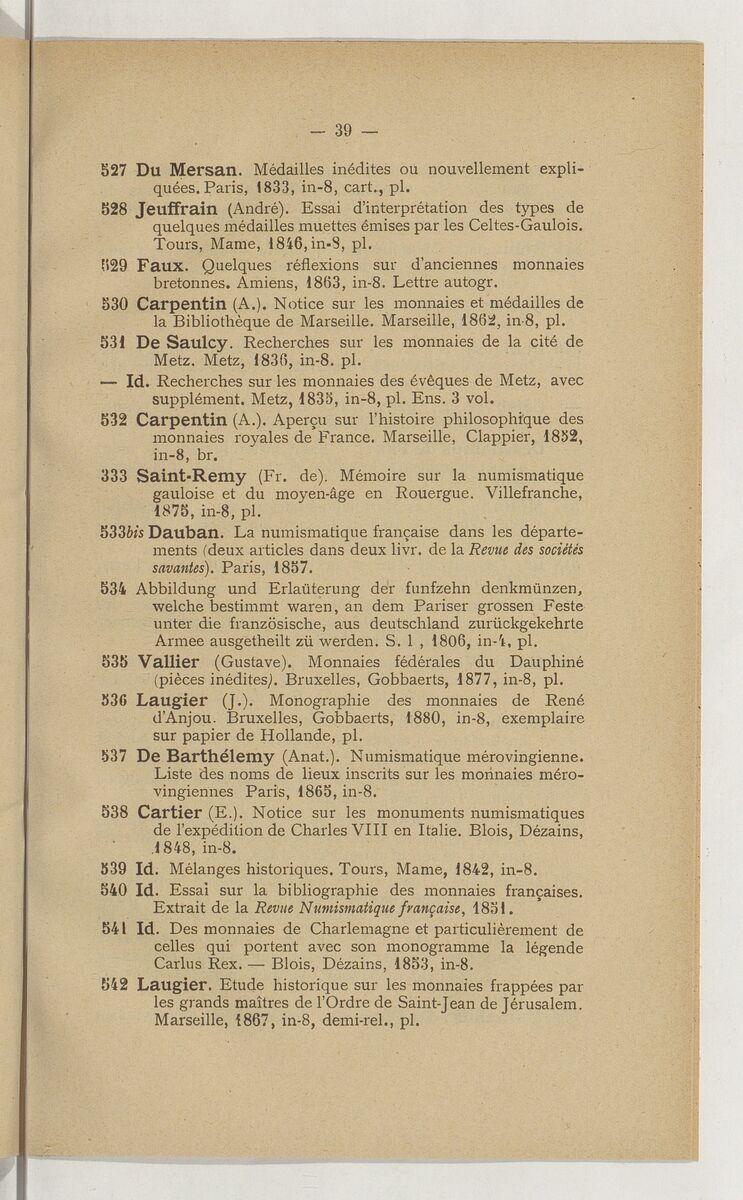 — 39 —
527 Du Mersan. Médailles inédites ou nouvellement expli-
quées. Paris, 1833, in-8, cart., pl.
528 Jeuffrain (André). Essai d'interprétation des types de
quelques médailles muettes émises par les Celtes-Gaulois.
Tours, Mame, 1846, in-8, pl.
529 Faux. Quelques réflexions sur d'anciennes monnaies
bretonnes. Amiens, 1863, in-8. Lettre autogr.
530 Carpentin (A.). Notice sur les monnaies et médailles de
la Bibliothèque de Marseille. Marseille, 1862, in-8, pl.
531 De Saulcy. Recherches sur les monnaies de la cité de
Metz. Metz, 1836, in-8. pl.
— Id. Recherches sur les monnaies des évêques de Metz, avec
supplément. Metz, 1835, in-8, pl. Ens. 3 vol.
532 Carpentin (A.). Aperçu sur l'histoire philosophique des
monnaies royales de France. Marseille, Clappier, 1852,
in-8, br.
333 Saint-Remy (Fr. de). Mémoire sur la numismatique
gauloise et du moyen-âge en Rouergue. Villefranche,
1875, in-8, pl.
533bis Dauban. La numismatique française dans les départe-
ments (deux articles dans deux livr. de la Revue des sociétés
savantes). Paris, 1857.
534 Abbildung und Erlaüterung der funfzehn denkmünzen,
welche bestimmt waren, an dem Pariser grossen Feste
unter die französische, aus deutschland zurückgekehrte
Armee ausgetheilt zü werden. S. l , 1806, in-4, pl.
535 Vallier (Gustave). Monnaies fédérales du Dauphiné
(pièces inédites). Bruxelles, Gobbaerts, 1877, in-8, pl.
536 Laugier (J.). Monographie des monnaies de René
d'Anjou. Bruxelles, Gobbaerts, 1880, in-8, exemplaire
sur papier de Hollande, pl.
537 De Barthélemy (Anat.). Numismatique mérovingienne.
Liste des noms de lieux inscrits sur les monnaies méro-
vingiennes Paris, 1865, in-8.
538 Cartier (E.). Notice sur les monuments numismatiques
de l'expédition de Charles VIII en Italie. Blois, Dézains,
1848, in-8.
539 Id. Mélanges historiques. Tours, Mame, 1842, in-8.
540 Id. Essai sur la bibliographie des monnaies françaises.
Extrait de la Revue Numismatique française, 1851.
541 Id. Des monnaies de Charlemagne et particulièrement de
celles qui portent avec son monogramme la légende
Carlus Rex. — Blois, Dézains, 1853, in-8.
542 Laugier. Etude historique sur les monnaies frappées par
les grands maîtres de l'Ordre de Saint-Jean de Jérusalem.
Marseille, 1867, in-8, demi-rel., pl.